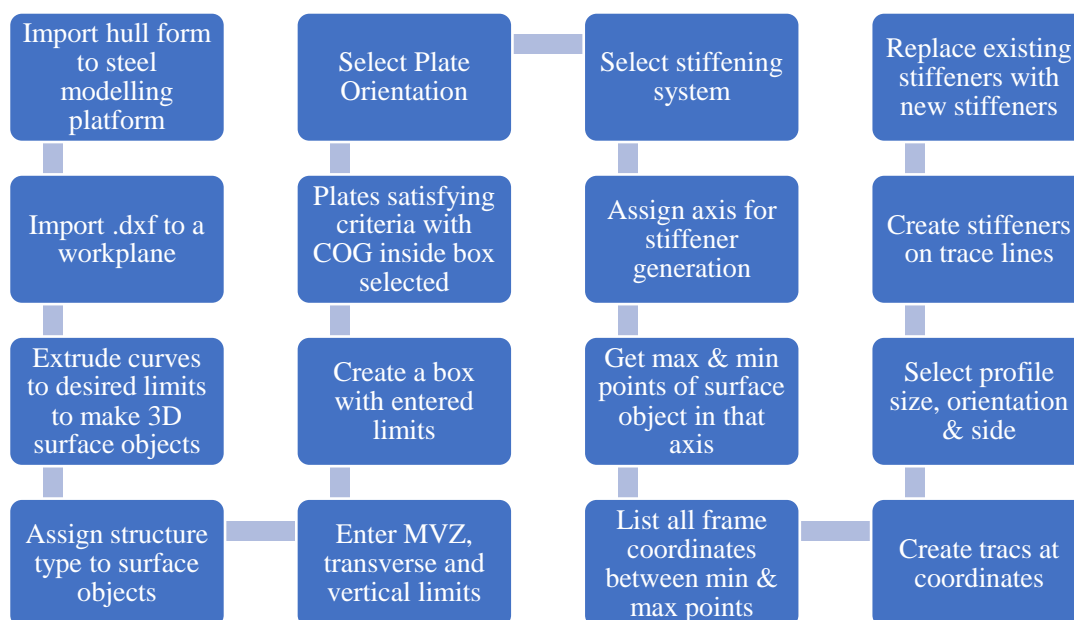 Import hull form
to steel
modelling
platform
Import .dxf to a
workplane
Extrude curves
to desired limits
to make 3D
surface objects
Assign structure
type to surface
objects
Enter MVZ,
transverse and
vertical limits
Create a box
with entered
limits
Plates satisfying
criteria with
COG inside box
selected
Select Plate
Orientation
Select stiffening
system
Assign axis for
stiffener
generation
Get max & min
points of surface
object in that
axis
List all frame
coordinates
between min &
max points
Create tracs at
coordinates
Select profile
size, orientation
& side
Create stiffeners
on trace lines
Replace existing
stiffeners with
new stiffeners